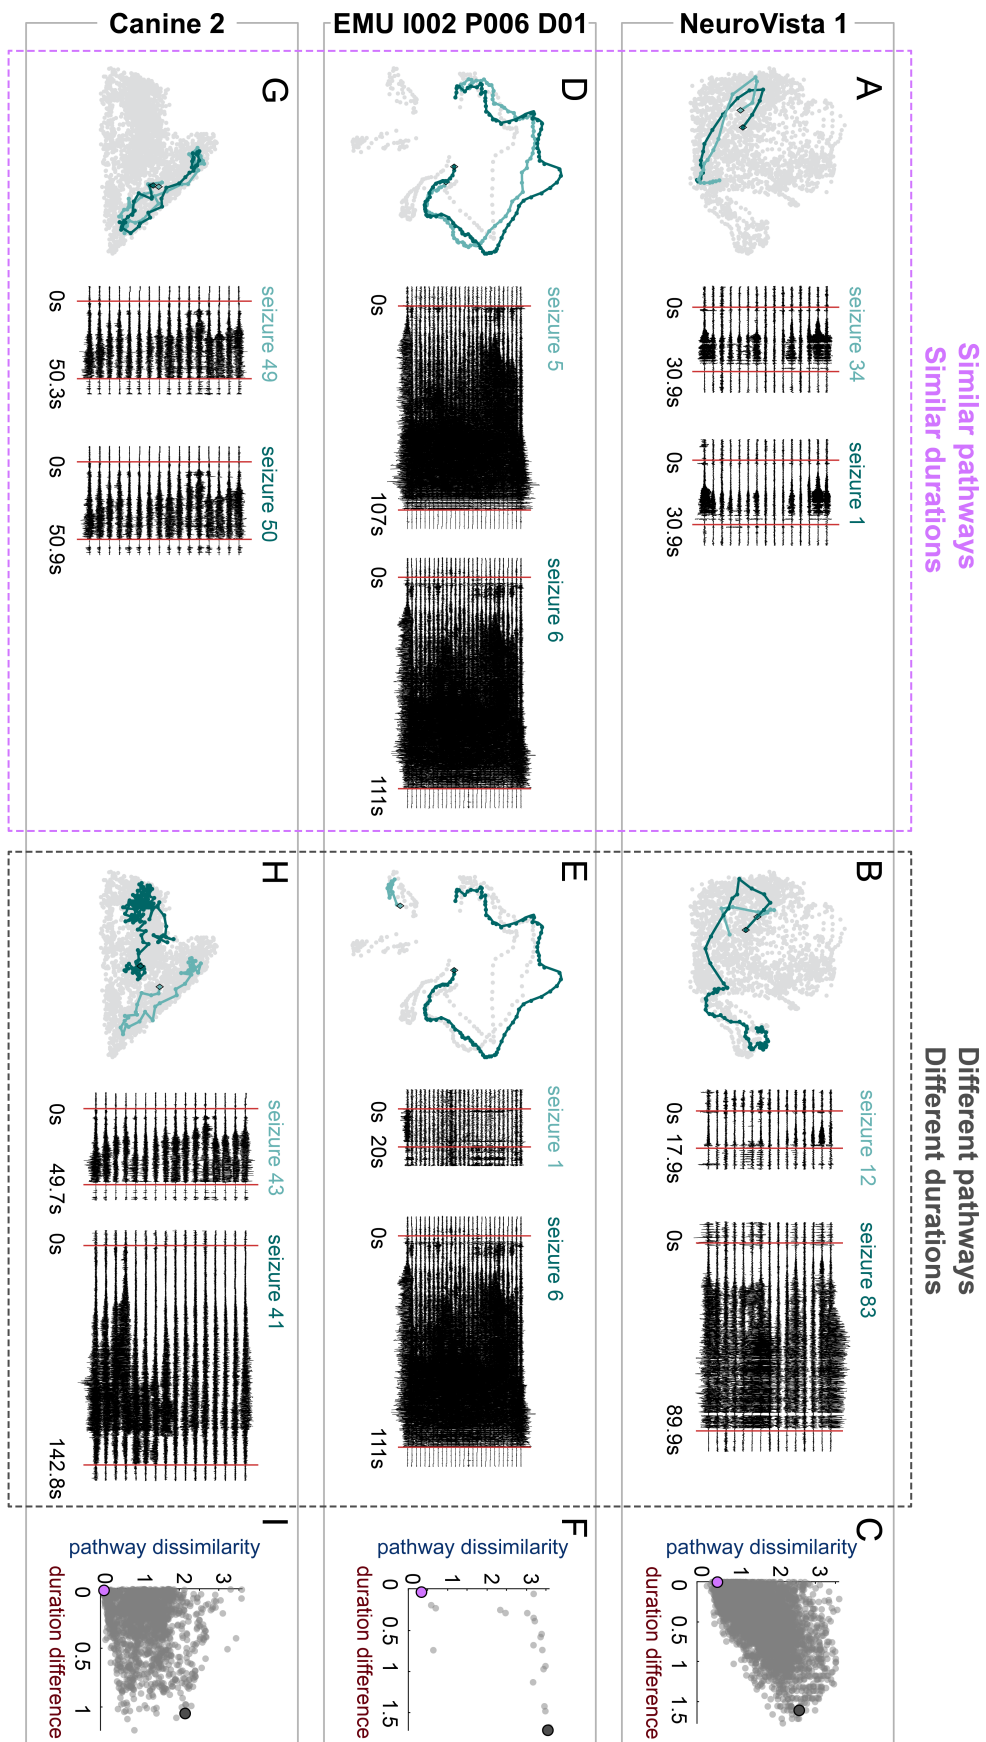 Similar pathways
Similar durations
Different pathways
Different durations
NeuroVista 1
A
seizure 34
0s
30.9s
seizure 1
0s
30.9s
B
seizure 12
0s
17.9s
seizure 83
0s
89.9s
C
pathway dissimilarity
3
2
1
0
0
0.5
1
1.5
duration difference
EMU I002 P006 D01
D
seizure 5
0s
107s
seizure 6
0s
111s
E
seizure 1
0s
20s
seizure 6
0s
111s
F
pathway dissimilarity
3
2
1
0
0
0.5
1
1.5
duration difference
Canine 2
G
seizure 49
0s
50.3s
seizure 50
0s
50.9s
H
seizure 43
0s
49.7s
seizure 41
0s
142.8s
I
pathway dissimilarity
3
2
1
0
0
0.5
1
duration difference